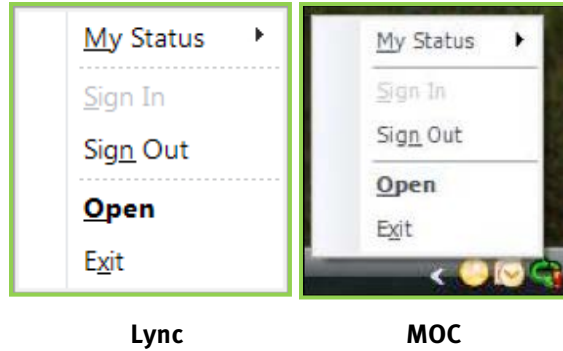 My Status
Sign In
Sign Out
Open
Exit
Lync
My Status
Sign In
Sign Out
Open
Exit
MOC